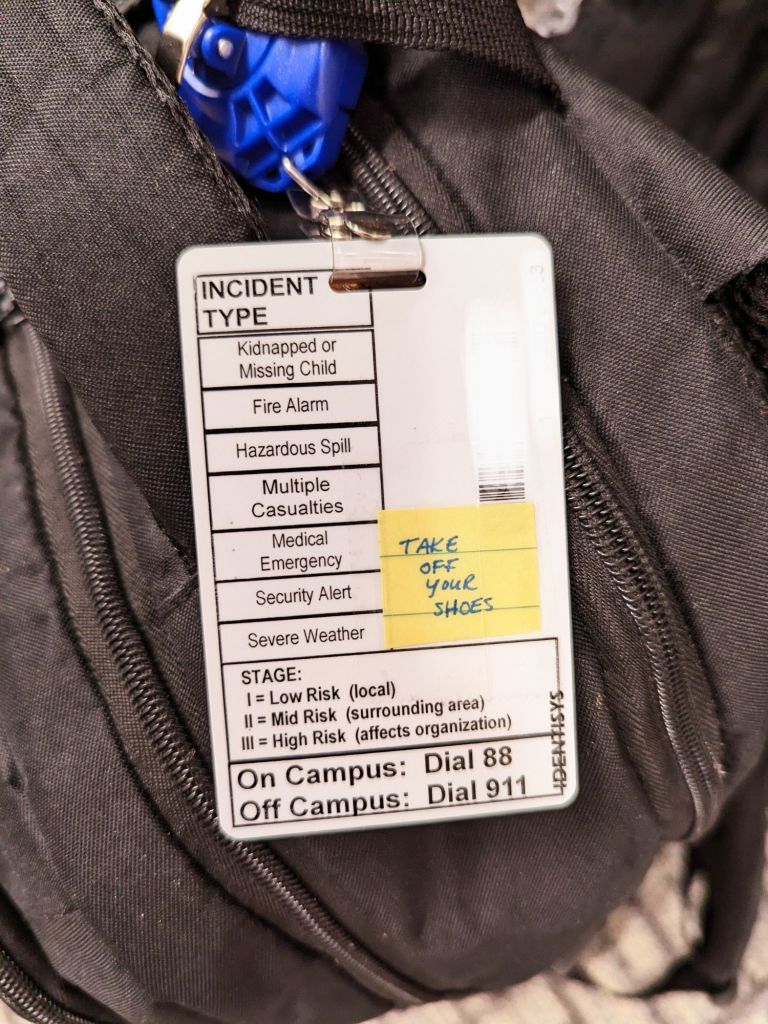 INCIDENT
TYPE
Kidnapped or
Missing Child
Fire Alarm
Hazardous Spill
Multiple
Casualties
Medical
Emergency
Security Alert
Severe Weather
TAKE
OFF
YOUR
SHOES
STAGE:
I = Low Risk (local)
II = Mid Risk (surrounding area)
III = High Risk (affects organization)
On Campus: Dial 88
Off Campus: Dial 911
IDENTISYS